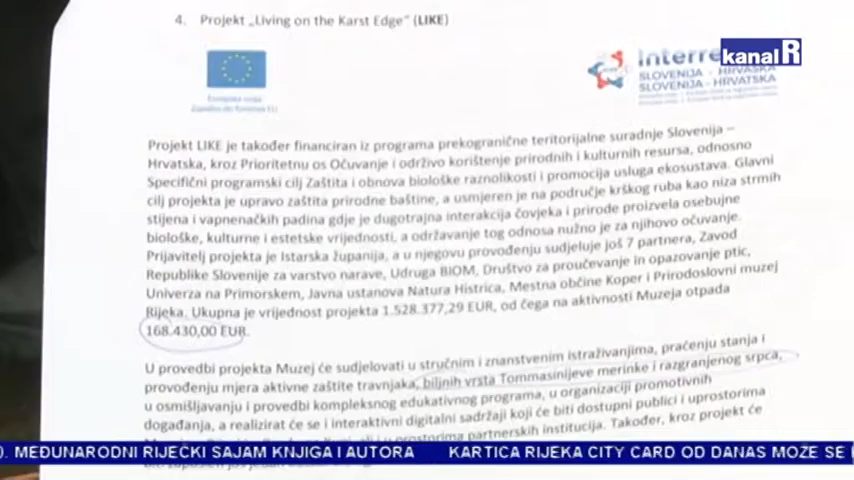 4. Projekt „Living on the Karst Edge" (LIKE)
kanal R
Interre
SLOVENIJA - HRVAŠKA
SLOVENIJA - HRVATSKA
Europska unija
Projekt LIKE je također financiran iz programa prekogranične teritorijalne suradnje Slovenija –
Hrvatska, kroz Prioritetnu os Očuvanje i održivo korištenje prirodnih i kulturnih resursa, odnosno
Specifični programski cilj Zaštita i obnova biološke raznolikosti i promocija usluga ekosustava. Glavni
cilj projekta je upravo zaštita prirodne baštine, a usmjeren je na područje krškog ruba kao niza strmih
stijena i vapnenačkih padina gdje je dugotrajna interakcija čovjeka i prirode proizvela osebujne
biološke, kulturne i estetske vrijednosti, a održavanje tog odnosa nužno je za njihovo očuvanje.
Prijavitelj projekta je Istarska županija, a u njegovu provođenju sudjeluje još 7 partnera, Zavod
Republike Slovenije za varstvo narave, Udruga BIOM, Društvo za proučevanje in opazovanje ptic,
Univerza na Primorskem, Javna ustanova Natura Histrica, Mestna občine Koper i Prirodoslovni muzej
Rijeka. Ukupna je vrijednost projekta 1.528.377,29 EUR, od čega na aktivnosti Muzeja otpada
168.430,00 EUR.
U provedbi projekta Muzej će sudjelovati u stručnim i znanstvenim istraživanjima, praćenju stanja i
provođenju mjera aktivne zaštite travnjaka, biljnih vrsta Tommasinijeve merinke i razgranjenog srpca,
u osmišljavanju i provedbi kompleksnog edukativnog programa, u organizaciji promotivnih
događanja, a realizirat će se i interaktivni digitalni sadržaji koji će biti dostupni publici u prostorima
partnerskih institucija. Također, kroz projekt će
0. MEĐUNARODNI RIJEČKI SAJAM KNJIGA I AUTORA KARTICA RIJEKA CITY CARD OD DANAS MOŽE SE